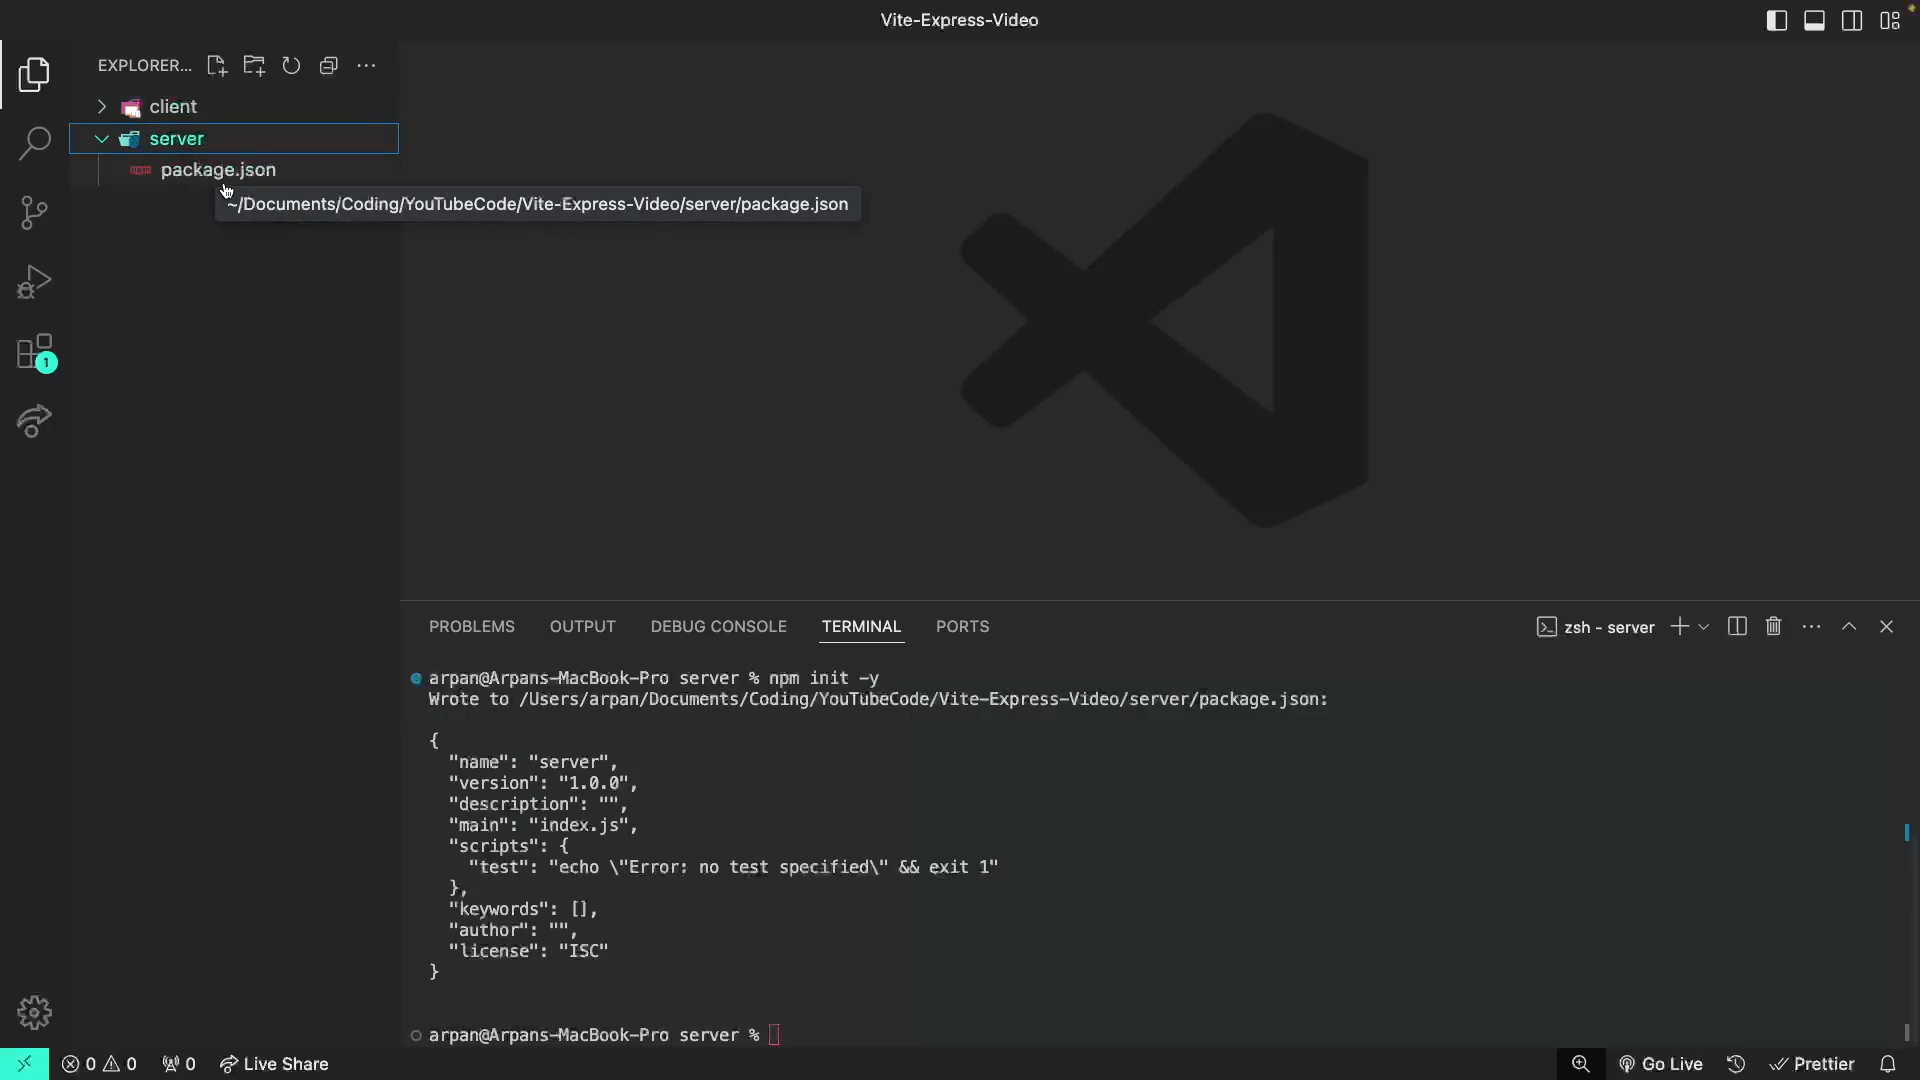 Vite-Express-Video
EXPLORER...
client
server
package.json
~/Documents/Coding/YouTubeCode/Vite-Express-Video/server/package.json
1
PROBLEMS OUTPUT DEBUG CONSOLE TERMINAL PORTS
zsh - server
arpan@Arpans-MacBook-Pro server % npm init -y
Wrote to /Users/arpan/Documents/Coding/YouTubeCode/Vite-Express-Video/server/package.json:
{
"name": "server",
"version": "1.0.0",
"description": "",
"main": "index.js",
"scripts": {
"test": "echo \"Error: no test specified\" && exit 1"
},
"keywords": [],
"author": "",
"license": "ISC"
}
arpan@Arpans-MacBook-Pro server %
0 0 0 Live Share Go Live Prettier